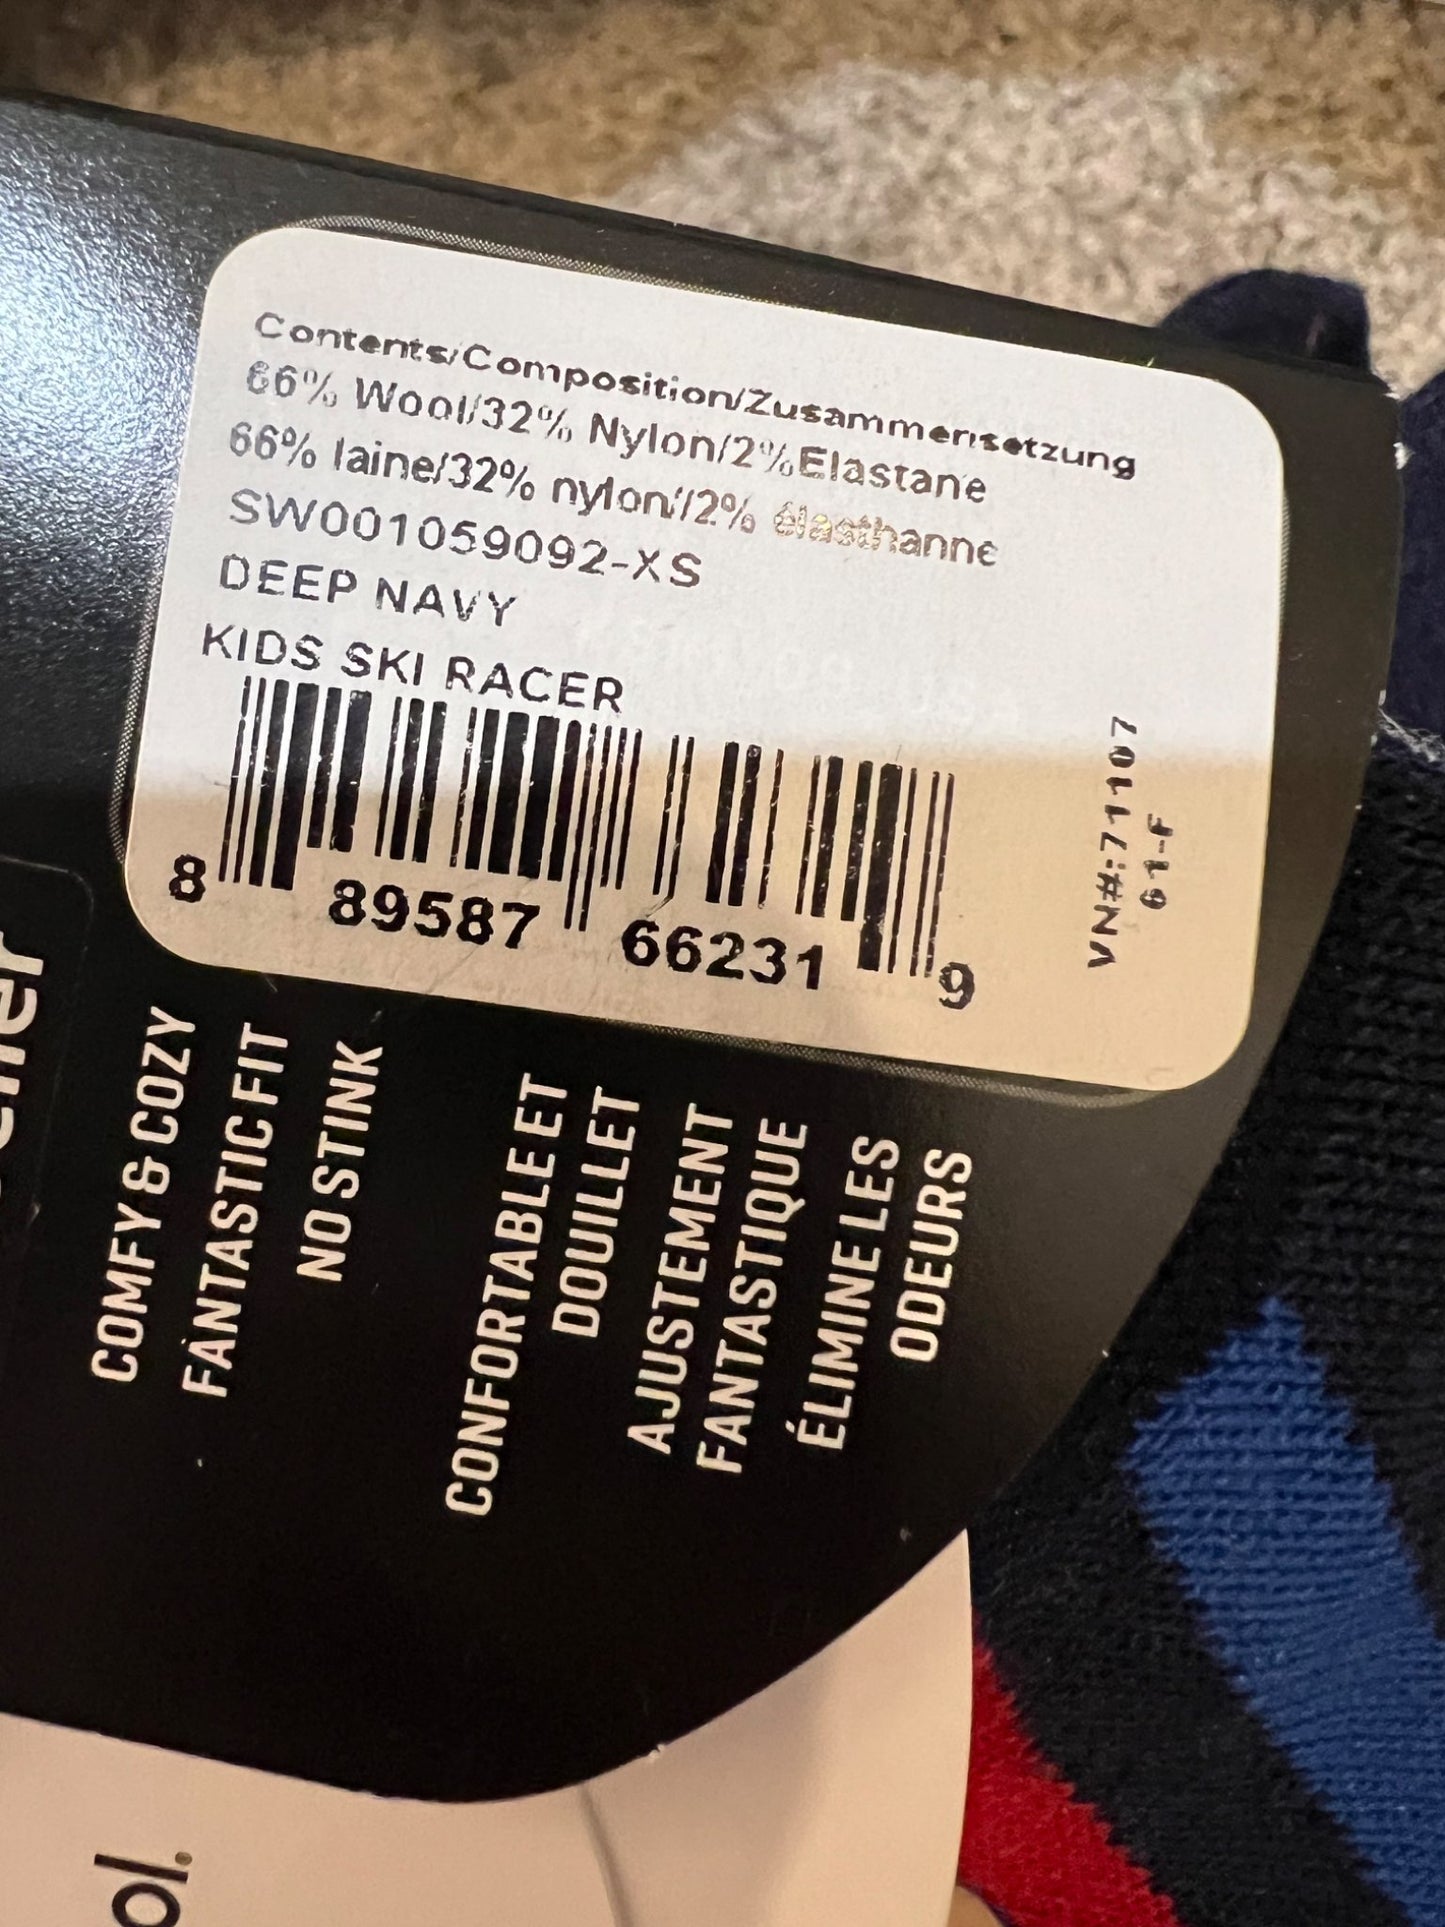 Contents/Composition/Zusammensetzung
66% Wool/32% Nylon/2%Elastane
66% laine/32% nylon/2% élasthanne
SW001059092-XS
DEEP NAVY
KIDS SKI RACER
8 89587 66231 9
VN#:711107
61-F
COMFY & COZY
FANTASTIC FIT
NO STINK
CONFORTABLE ET
DOUILLET
AJUSTEMENT
FANTASTIQUE
ÉLIMINE LES
ODEURS